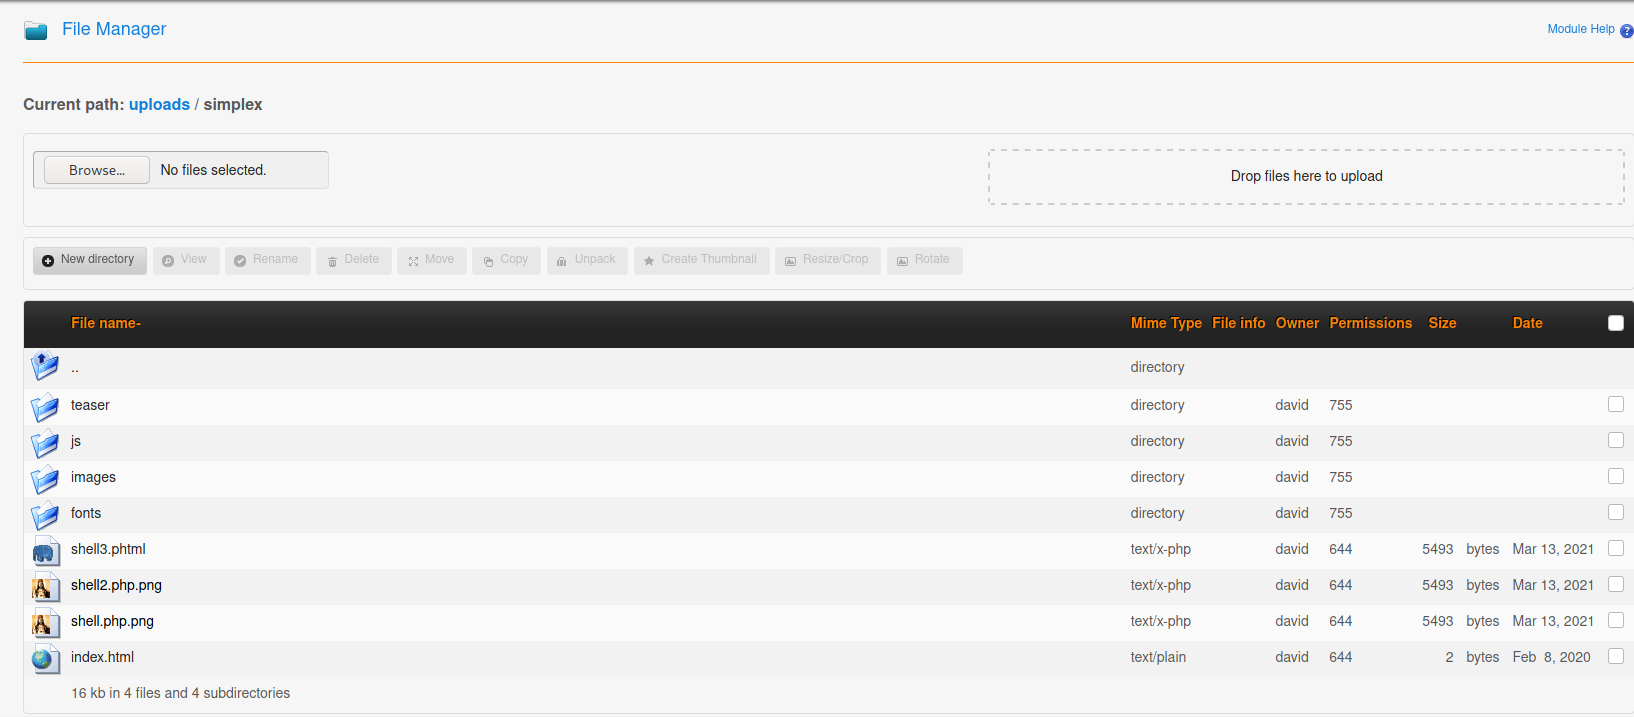 File Manager
Module Help ?
Current path: uploads / simplex
Browse... No files selected.
Drop files here to upload
New directory View Rename Delete Move Copy Unpack Create Thumbnail Resize/Crop Rotate
File name- Mime Type File info Owner Permissions Size Date
.. directory
teaser directory david 755
js directory david 755
images directory david 755
fonts directory david 755
shell3.phtml text/x-php david 644 5493 bytes Mar 13, 2021
shell2.php.png text/x-php david 644 5493 bytes Mar 13, 2021
shell.php.png text/x-php david 644 5493 bytes Mar 13, 2021
index.html text/plain david 644 2 bytes Feb 8, 2020
16 kb in 4 files and 4 subdirectories